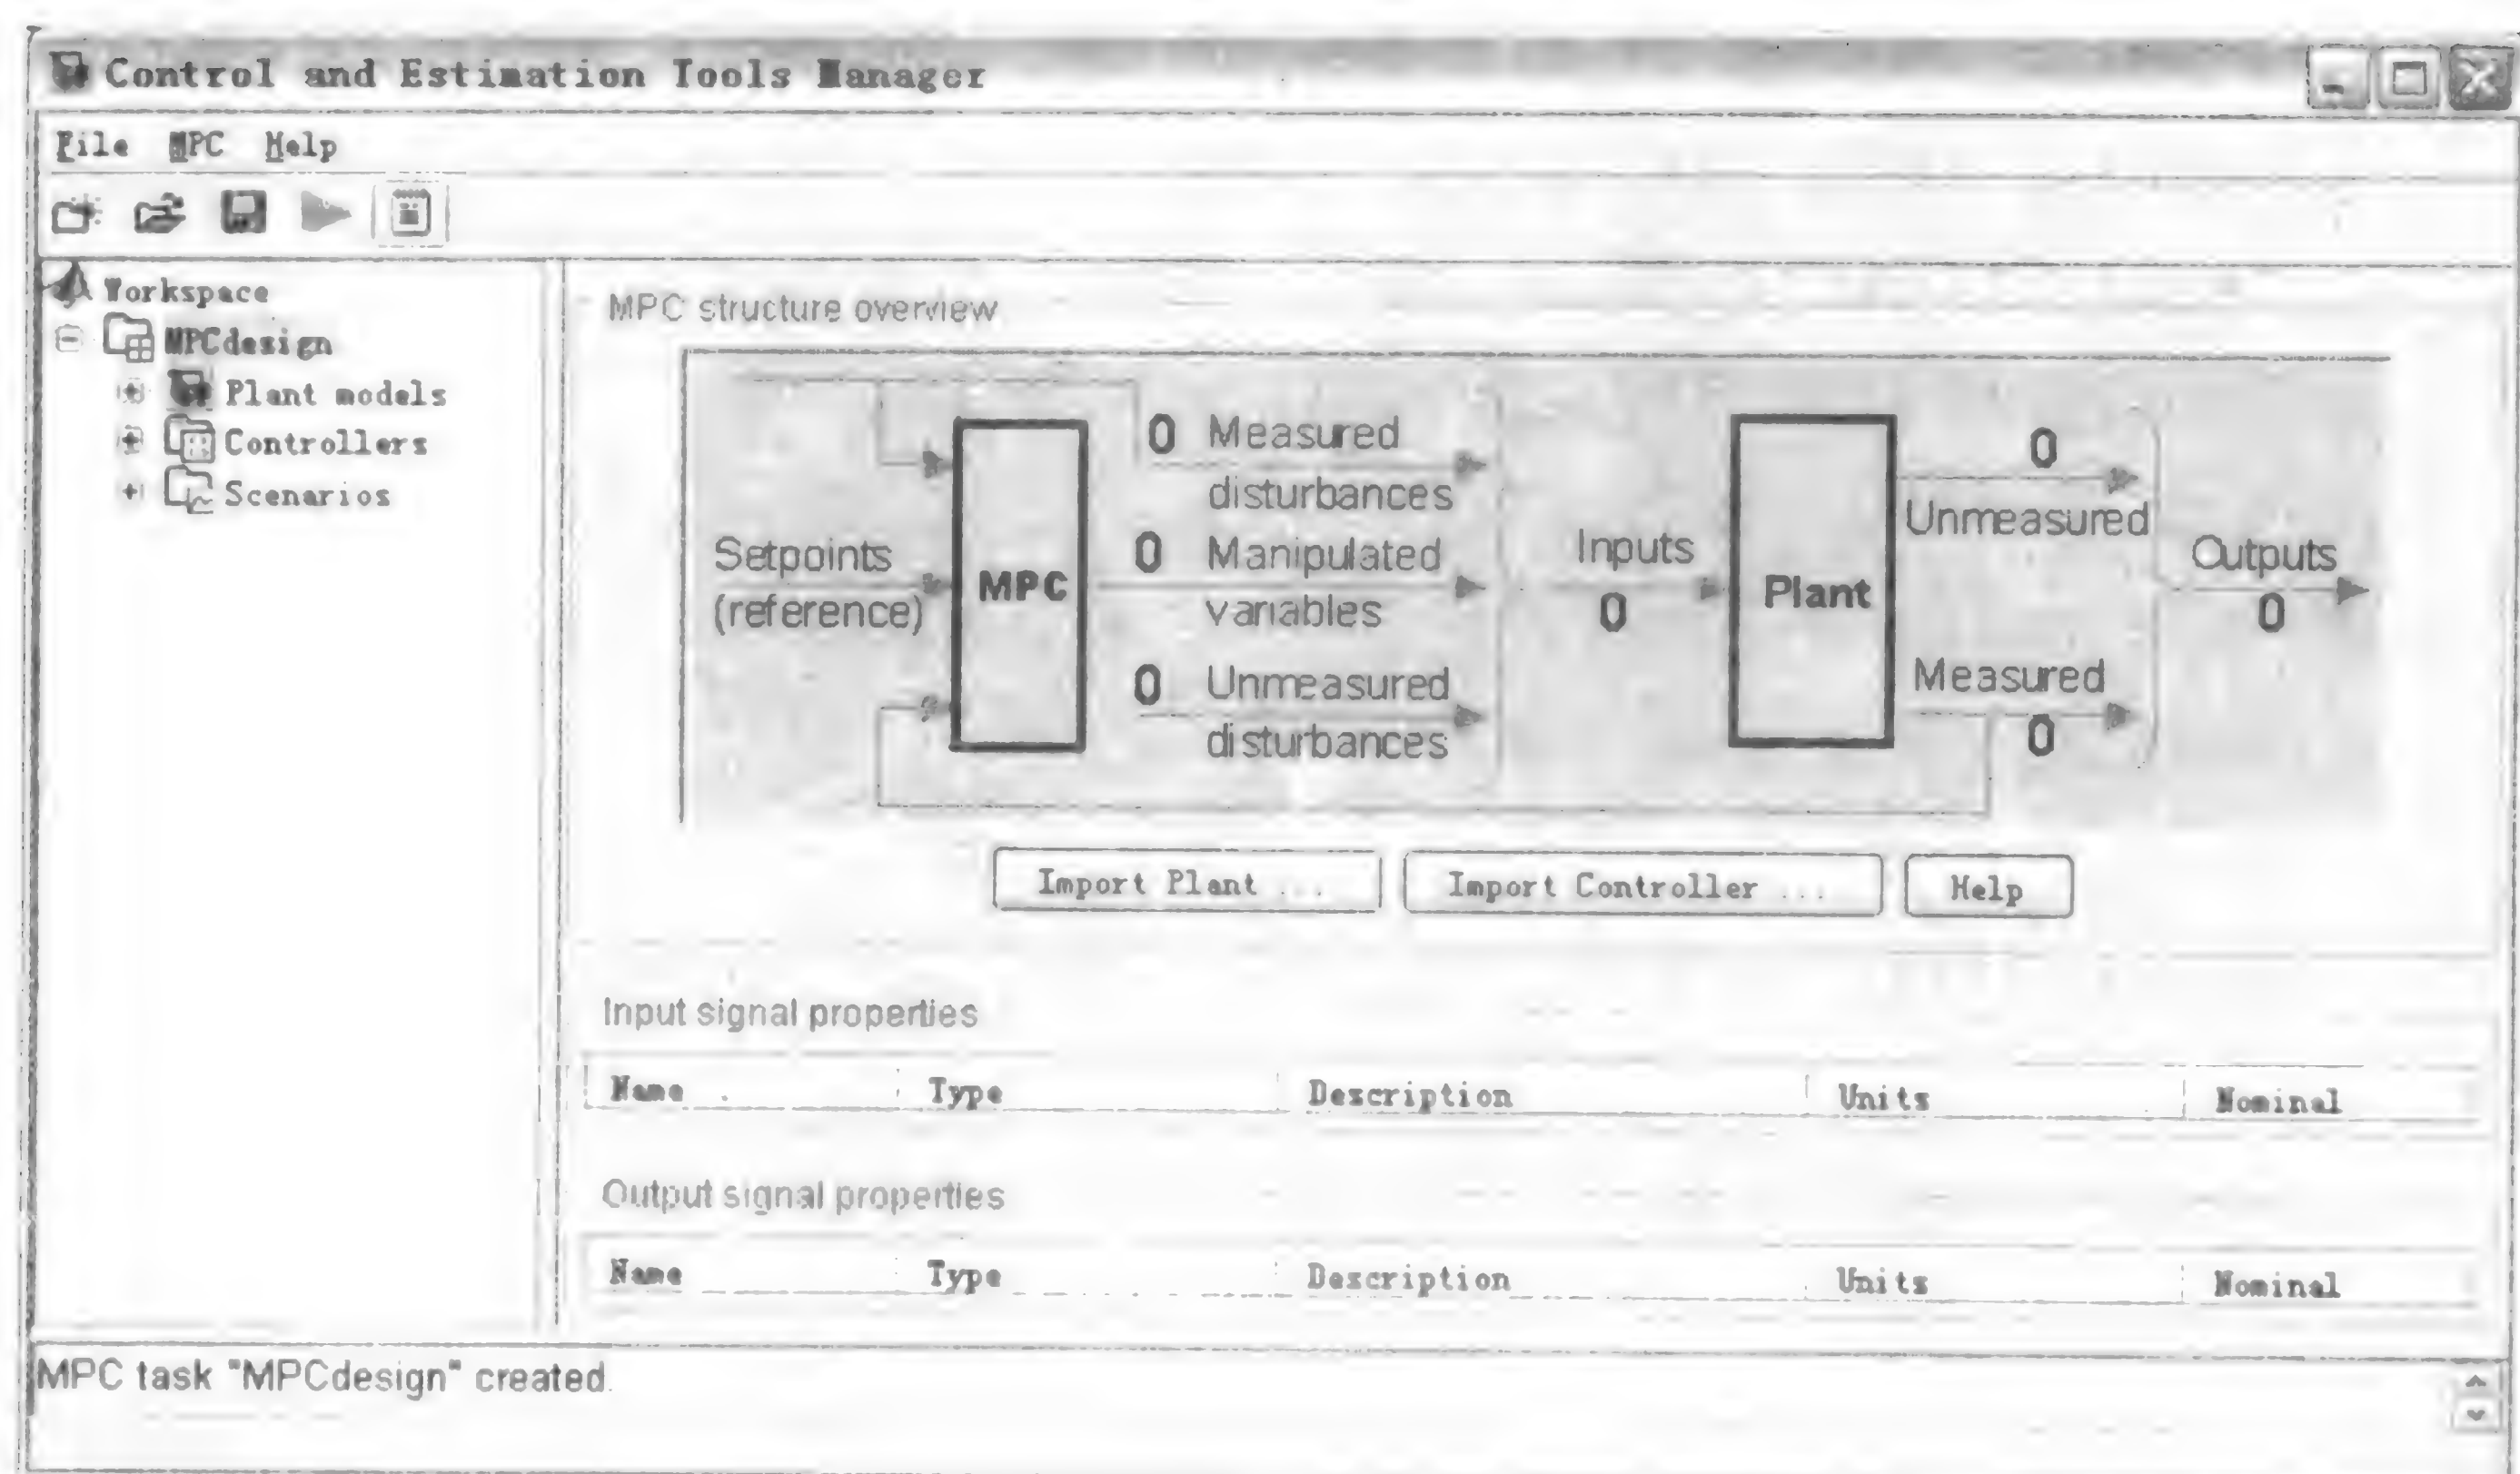 Control and Estimation Tools Manager
File MPC Help
Workspace
MPCdesign
Plant models
Controllers
Scenarios
MPC structure overview
0 Measured
disturbances
Setpoints
(reference)
MPC
0 Manipulated
variables
0 Unmeasured
disturbances
Inputs
0
Plant
0
Unmeasured
Measured
0
Outputs
0
Import Plant ...
Import Controller ...
Help
Input signal properties
Name Type Description Units Nominal
Output signal properties
Name Type Description Units Nominal
MPC task "MPCdesign" created.